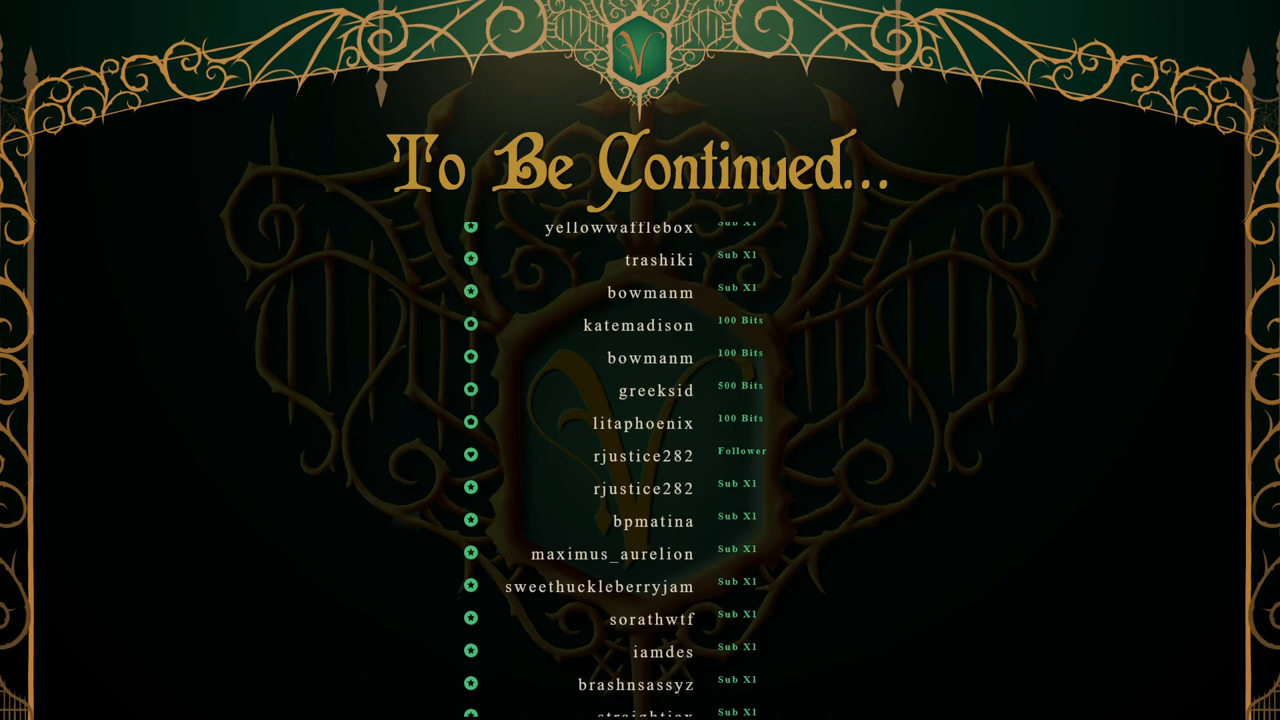 V
To Be Continued...
yellowwafflebox Sub X1
trashiki Sub X1
bowmanm Sub X1
katemadison 100 Bits
bowmanm 100 Bits
greeksid 500 Bits
litaphoenix 100 Bits
rjustice282 Follower
rjustice282 Sub X1
bpmatina Sub X1
maximus_aurelion Sub X1
sweethuckleberryjam Sub X1
sorathwtf Sub X1
iamdes Sub X1
brashnsassyz Sub X1
Sub X1